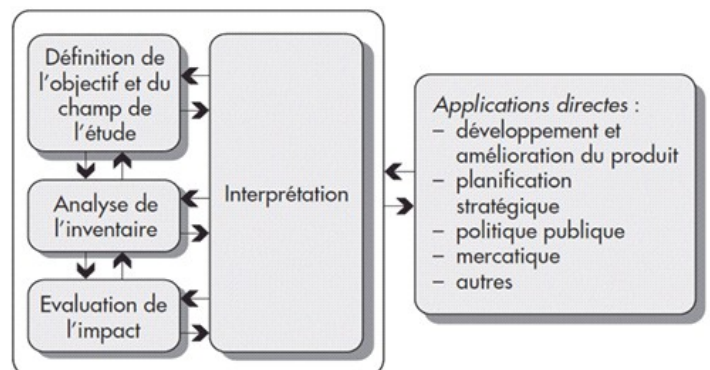 Définition de
l'objectif et du
champ de
l'étude
Analyse de
l'inventaire
Evaluation de
l'impact
Interprétation
Applications directes :
– développement et
amélioration du produit
– planification
stratégique
– politique publique
– mercatique
– autres